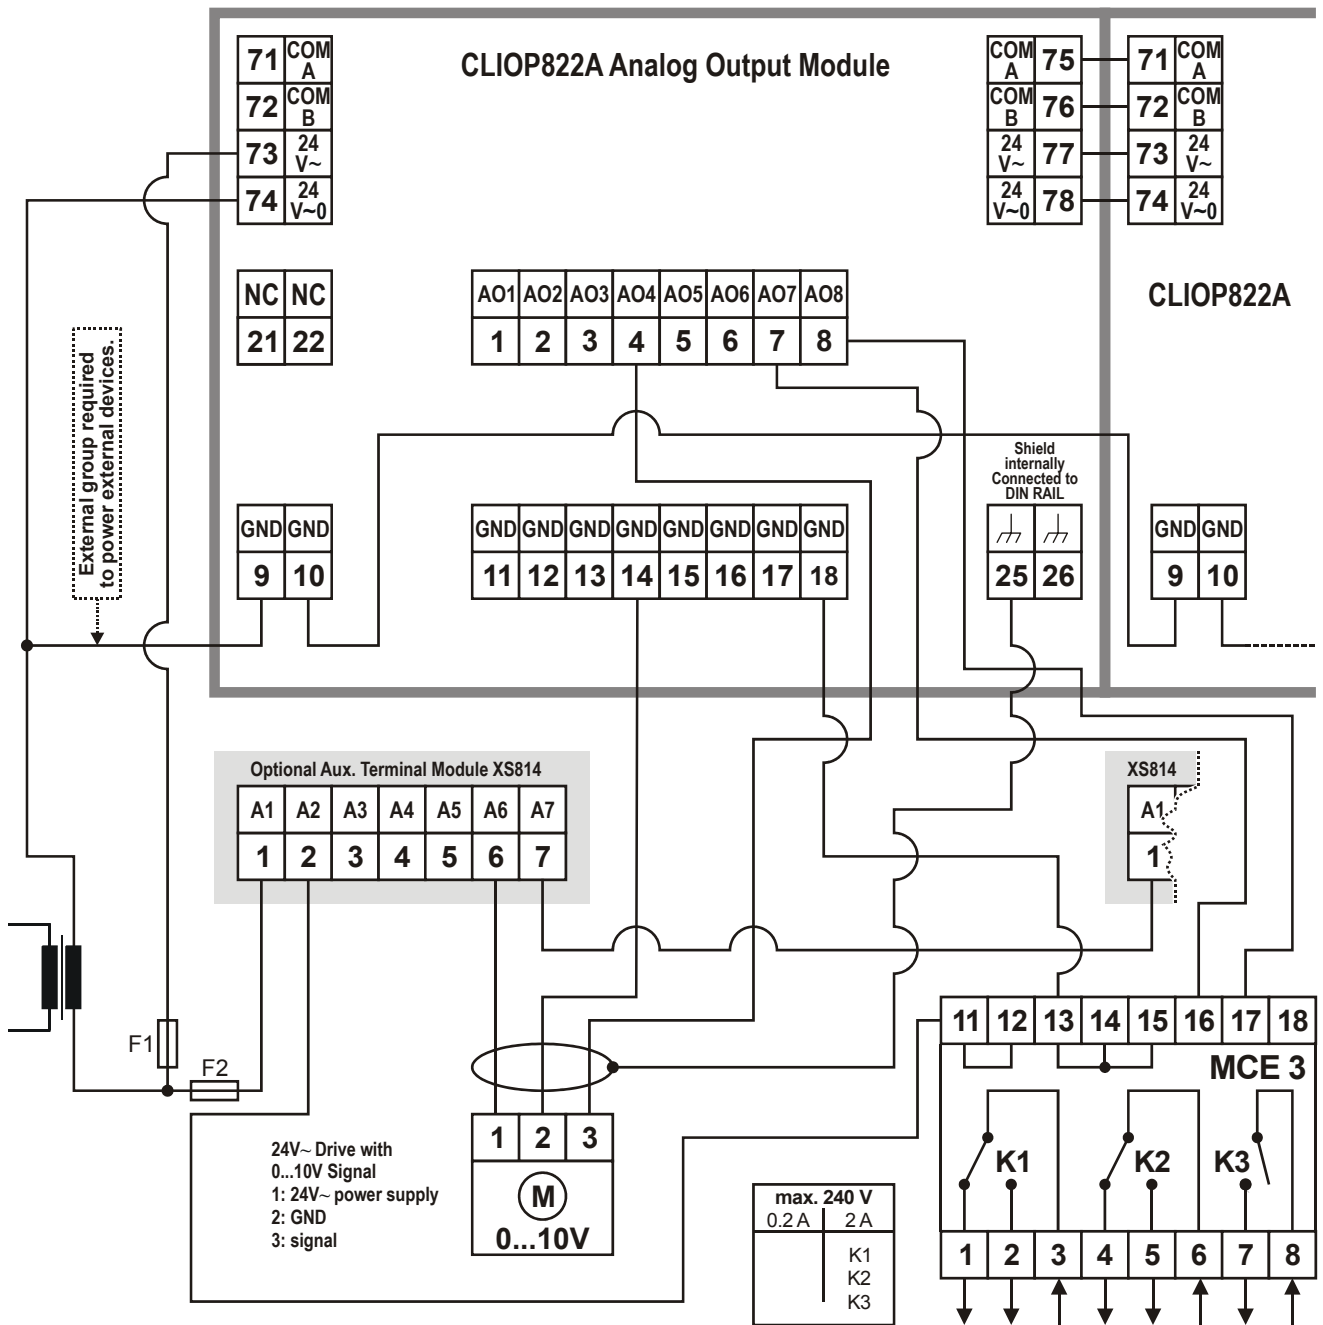 CLIOP822A Analog Output Module
71 COM A
72 COM B
73 24 V~
74 24 V~0
COM A 75
COM B 76
24 V~ 77
24 V~0 78
71 COM A
72 COM B
73 24 V~
74 24 V~0
NC NC
21 22
AO1 AO2 AO3 AO4 AO5 AO6 AO7 AO8
1 2 3 4 5 6 7 8
CLIOP822A
External group required
to power external devices.
Shield
internally
Connected to
DIN RAIL
GND GND
9 10
GND GND GND GND GND GND GND GND
11 12 13 14 15 16 17 18
25 26
GND GND
9 10
Optional Aux. Terminal Module XS814
A1 A2 A3 A4 A5 A6 A7
1 2 3 4 5 6 7
XS814
A1
1
F1
F2
11 12 13 14 15 16 17 18
MCE 3
K1 K2 K3
1 2 3 4 5 6 7 8
1 2 3
M
0...10V
24V~ Drive with
0...10V Signal
1: 24V~ power supply
2: GND
3: signal
max. 240 V
0.2 A 2 A
K1
K2
K3